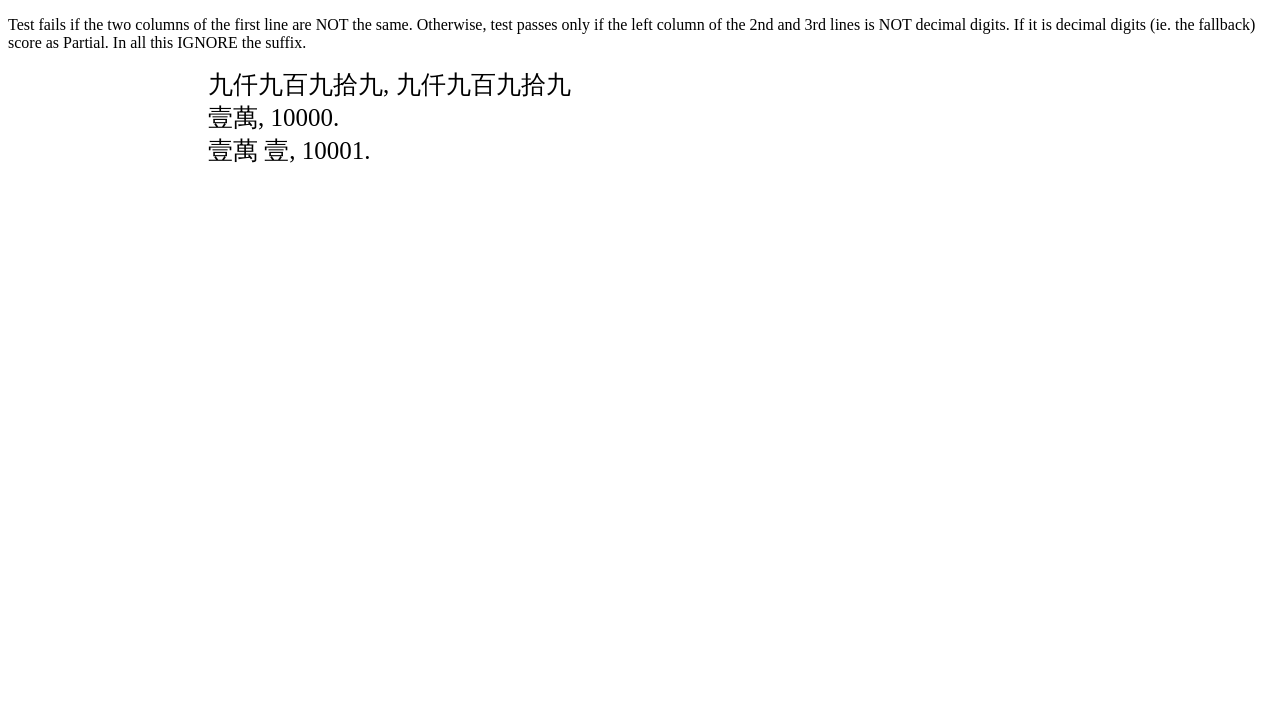 Test fails if the two columns of the first line are NOT the same. Otherwise, test passes only if the left column of the 2nd and 3rd lines is NOT decimal digits. If it is decimal digits (ie. the fallback)
score as Partial. In all this IGNORE the suffix.
九仟九百九拾九, 九仟九百九拾九
壹萬, 10000.
壹萬 壹, 10001.